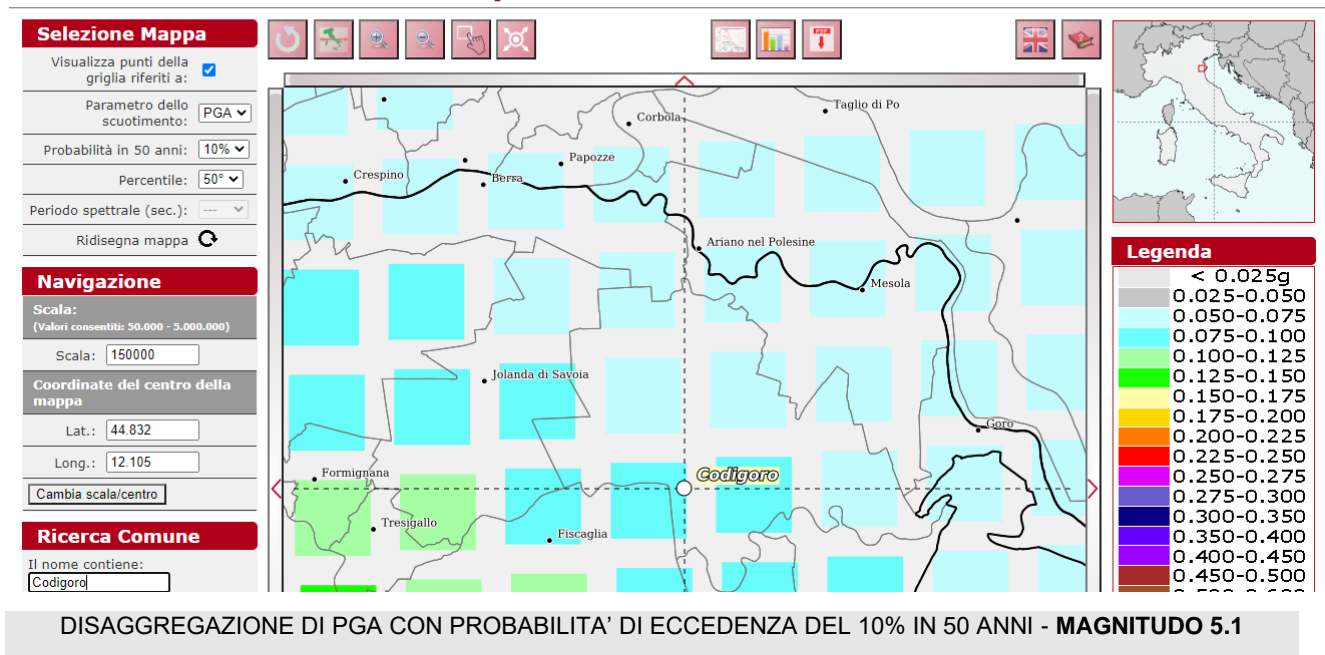 Selezione Mappa
Visualizza punti della
griglia riferiti a:
Parametro dello
scuotimento: PGA
Probabilità in 50 anni: 10%
Percentile: 50°
Periodo spettrale (sec.): ---
Ridisegna mappa
Navigazione
Scala:
(Valori consentiti: 50.000 - 5.000.000)
Scala: 150000
Coordinate del centro della
mappa
Lat.: 44.832
Long.: 12.105
Cambia scala/centro
Ricerca Comune
Il nome contiene:
Codigoro
PDF
Taglio di Po
Corbola
Papozze
Crespino
Berra
Ariano nel Polesine
Mesola
Jolanda di Savoia
Goro
Formignana
Codigoro
Tresigallo
Fiscaglia
Legenda
< 0.025g
0.025-0.050
0.050-0.075
0.075-0.100
0.100-0.125
0.125-0.150
0.150-0.175
0.175-0.200
0.200-0.225
0.225-0.250
0.250-0.275
0.275-0.300
0.300-0.350
0.350-0.400
0.400-0.450
0.450-0.500
DISAGGREGAZIONE DI PGA CON PROBABILITA’ DI ECCEDENZA DEL 10% IN 50 ANNI - MAGNITUDO 5.1